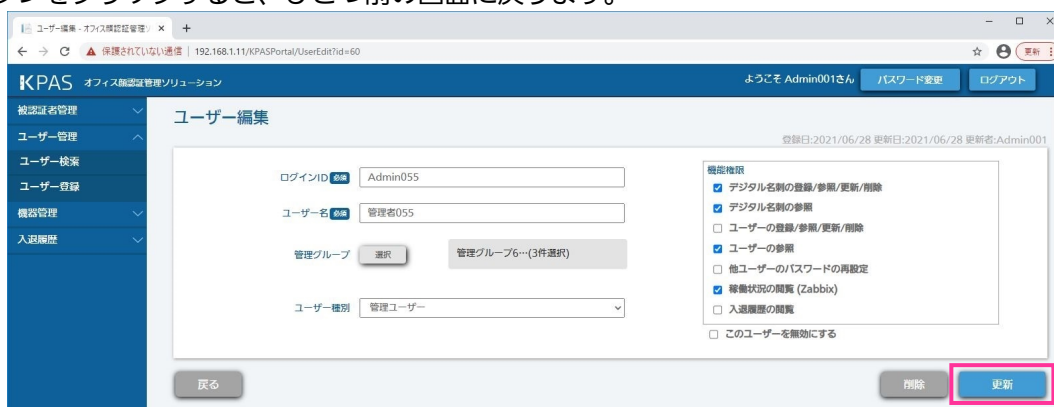 ンをクリックすると、ひとつ前の画面に戻ります。
ユーザー編集 - オフィス顔認証管理ソ × +
保護されていない通信 | 192.168.1.11/KPASPortal/UserEdit?id=60
更新
KPAS オフィス顔認証管理ソリューション
ようこそ Admin001さん パスワード変更 ログアウト
被認証者管理
ユーザー管理
ユーザー検索
ユーザー登録
機器管理
入退履歴
ユーザー編集
登録日:2021/06/28 更新日:2021/06/28 更新者:Admin001
ログインID 必須 Admin055
ユーザー名 必須 管理者055
管理グループ 選択 管理グループ6…(3件選択)
ユーザー種別 管理ユーザー
機能権限
デジタル名刺の登録/参照/更新/削除
デジタル名刺の参照
ユーザーの登録/参照/更新/削除
ユーザーの参照
他ユーザーのパスワードの再設定
稼働状況の閲覧 (Zabbix)
入退履歴の閲覧
このユーザーを無効にする
戻る 削除 更新